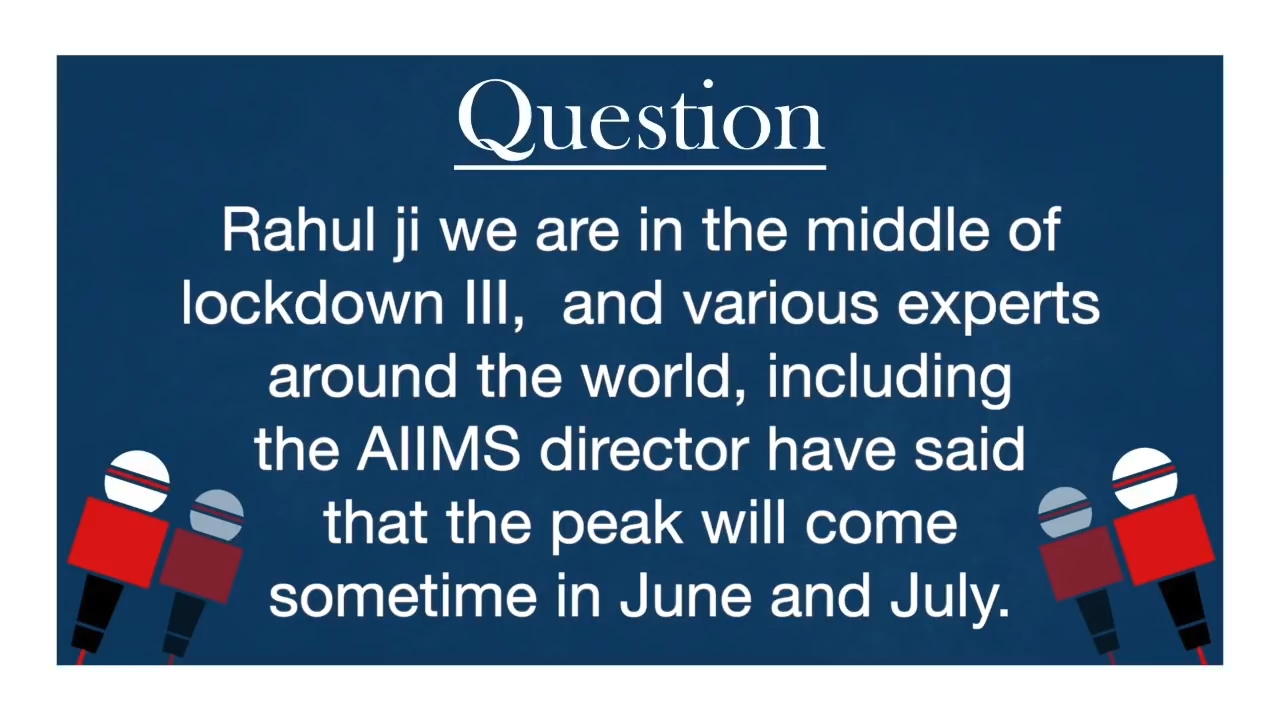 Question
Rahul ji we are in the middle of
lockdown III,  and various experts
around the world, including
the AIIMS director have said
that the peak will come
sometime in June and July.